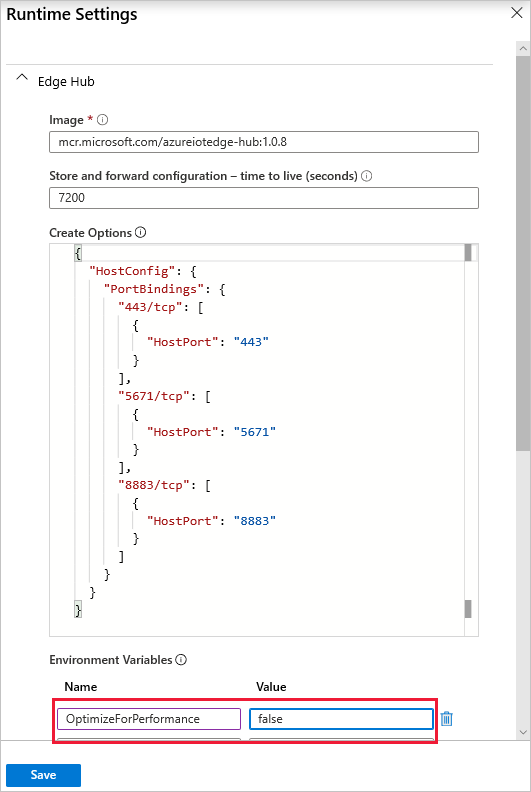 Runtime Settings
Edge Hub
Image *
mcr.microsoft.com/azureiotedge-hub:1.0.8
Store and forward configuration – time to live (seconds)
7200
Create Options
{
"HostConfig": {
"PortBindings": {
"443/tcp": [
{
"HostPort": "443"
}
],
"5671/tcp": [
{
"HostPort": "5671"
}
],
"8883/tcp": [
{
"HostPort": "8883"
}
]
}
}
}
Environment Variables
Name Value
OptimizeForPerformance false
Save